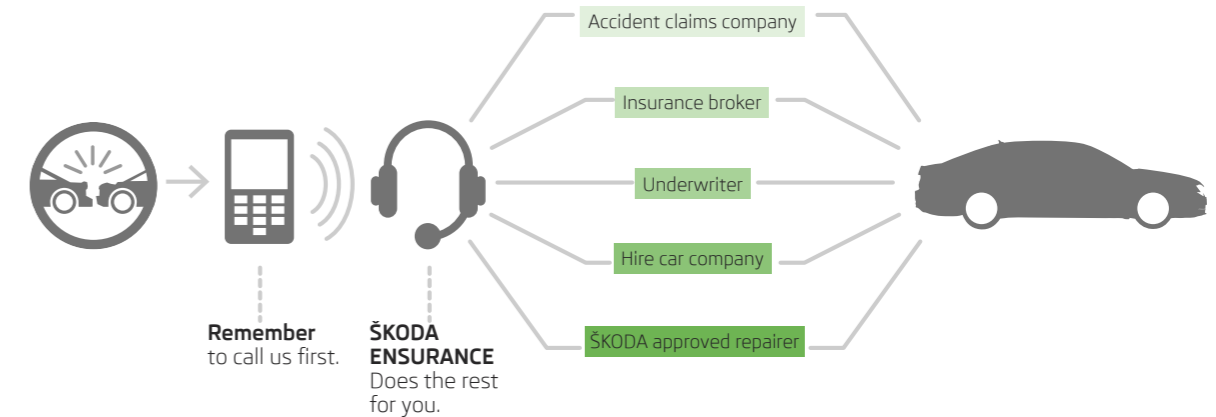 Accident claims company
Insurance broker
Underwriter
Hire car company
ŠKODA approved repairer
Remember
to call us first.
ŠKODA
ENSURANCE
Does the rest
for you.